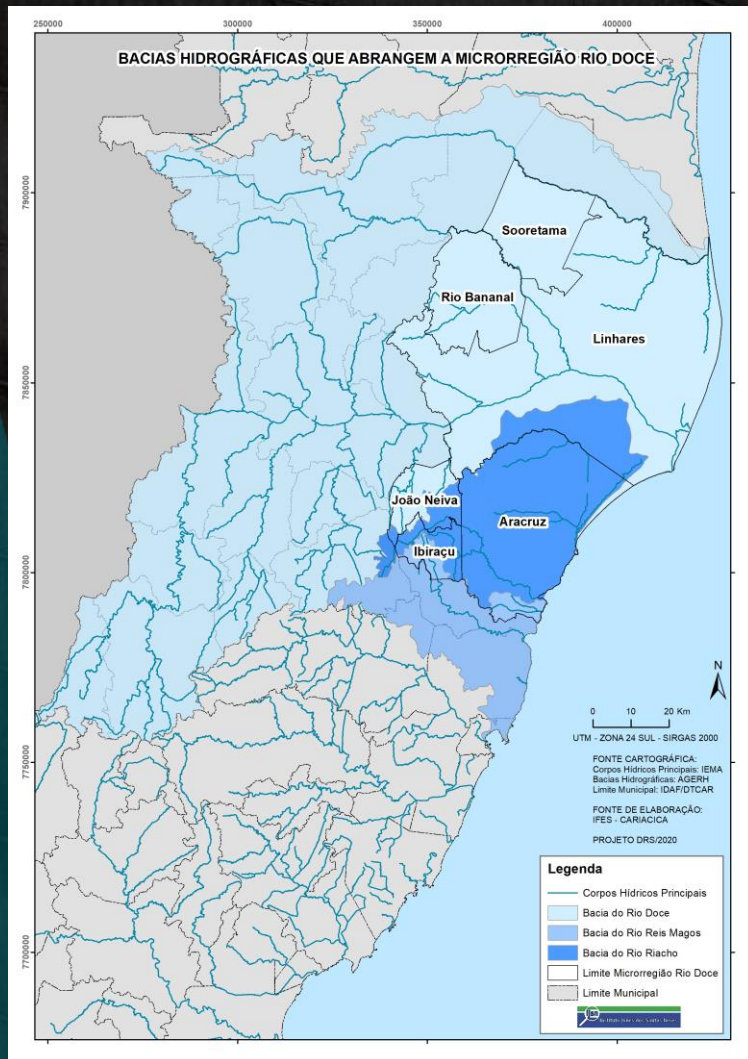 250000 300000 350000 400000
BACIAS HIDROGRÁFICAS QUE ABRANGEM A MICRORREGIÃO RIO DOCE
7900000
Sooretama
Rio Bananal
Linhares
7850000
João Neiva
Aracruz
Ibiraçu
7800000
N
0 10 20 Km
UTM - ZONA 24 SUL - SIRGAS 2000
7750000
FONTE CARTOGRÁFICA:
Corpos Hídricos Principais: IEMA
Bacias Hidrográficas: AGERH
Limite Municipal: IDAF/DTCAR
FONTE DE ELABORAÇÃO:
IFES - CARIACICA
PROJETO DRS/2020
Legenda
Corpos Hídricos Principais
Bacia do Rio Doce
Bacia do Rio Reis Magos
Bacia do Rio Riacho
Limite Microrregião Rio Doce
Limite Municipal
7700000